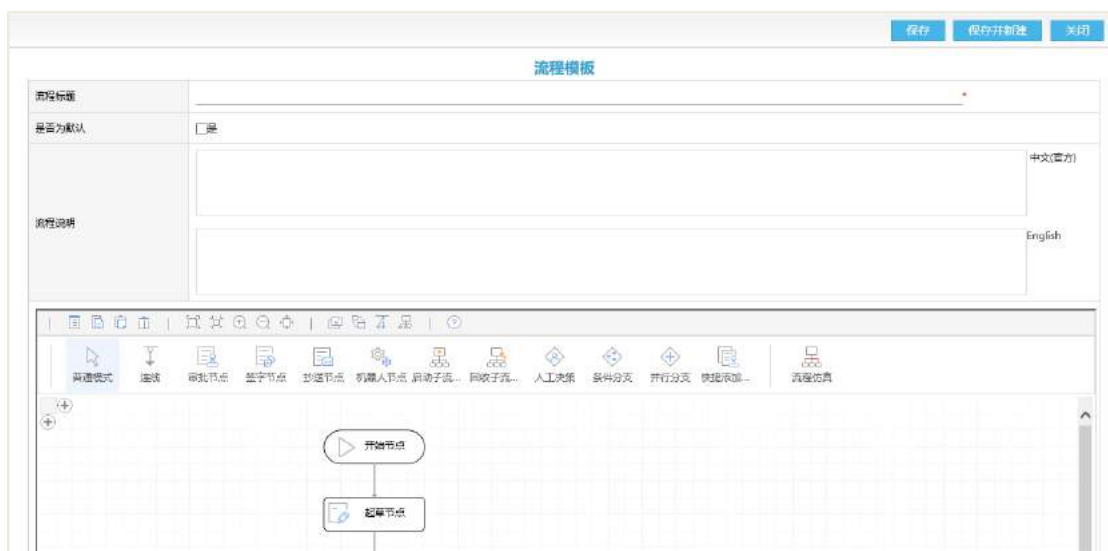 保存 保存并新建 关闭
流程模板
流程标题 *
是否为默认 是
中文(官方)
流程说明
English
普通模式 连线 审批节点 签字节点 抄送节点 机器人节点 启动子流... 回收子流... 人工决策 条件分支 并行分支 快捷添加... 流程仿真
开始节点
起草节点